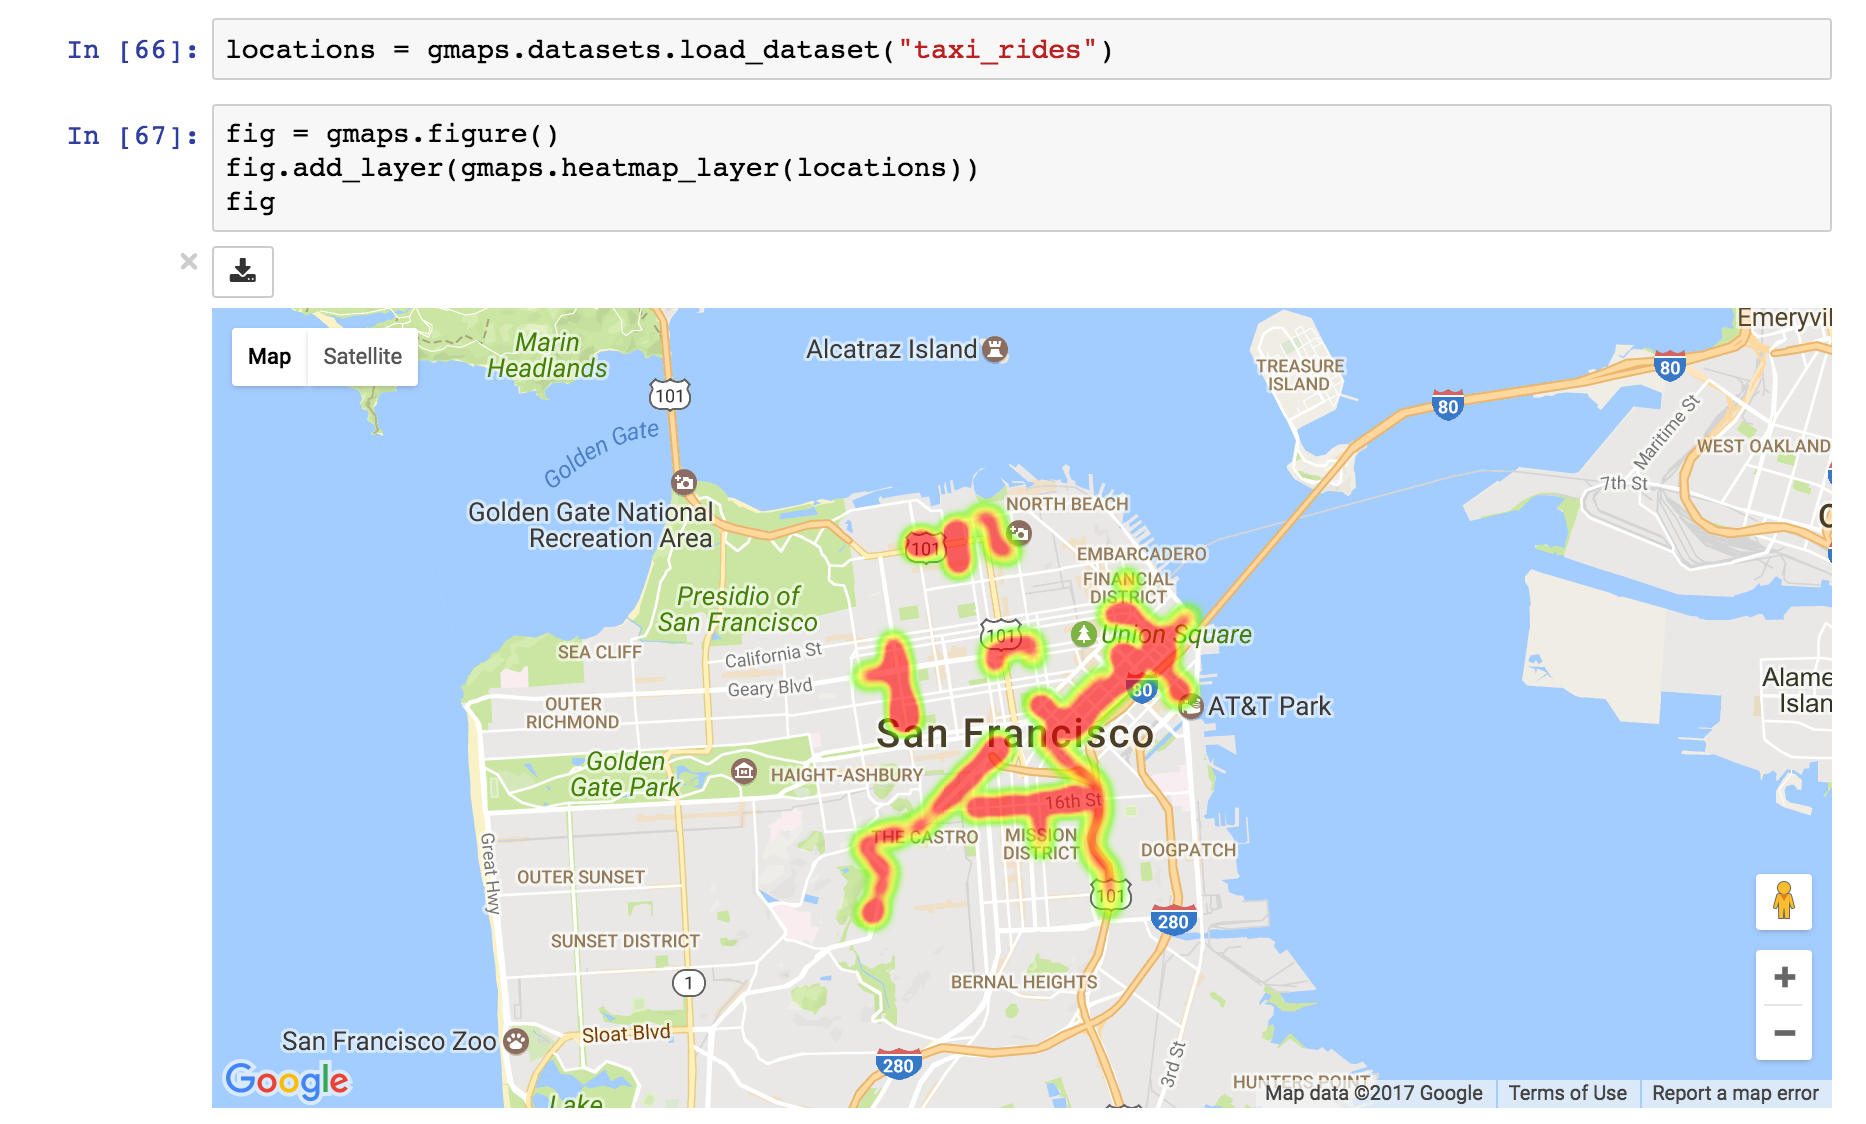 In [66]:
locations = gmaps.datasets.load_dataset("taxi_rides")
In [67]:
fig = gmaps.figure()
fig.add_layer(gmaps.heatmap_layer(locations))
fig
Map
Satellite
Marin
Headlands
Alcatraz Island
Emeryvil
TREASURE
ISLAND
80
80
101
Maritime St
Golden Gate
WEST OAKLAND
7th St
Golden Gate National
Recreation Area
NORTH BEACH
101
EMBARCADERO
FINANCIAL
DISTRICT
Presidio of
San Francisco
101
Union Square
SEA CLIFF
California St
Geary Blvd
80
Alame
Islan
OUTER
RICHMOND
AT&T Park
San Francisco
Golden
Gate Park
HAIGHT-ASHBURY
16th St
THE CASTRO
MISSION
DISTRICT
DOGPATCH
Great Hwy
OUTER SUNSET
101
280
SUNSET DISTRICT
1
BERNAL HEIGHTS
San Francisco Zoo
Sloat Blvd
280
3rd St
HUNTERS POINT
Google
Lake
Map data ©2017 Google
Terms of Use
Report a map error